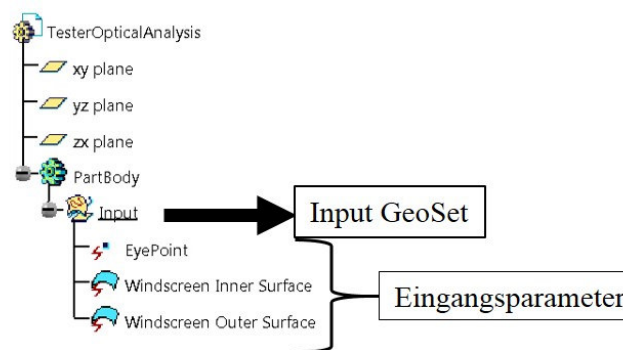 TesterOpticalAnalysis
xy plane
yz plane
zx plane
PartBody
Input
Input GeoSet
EyePoint
Windscreen Inner Surface
Windscreen Outer Surface
Eingangsparameter